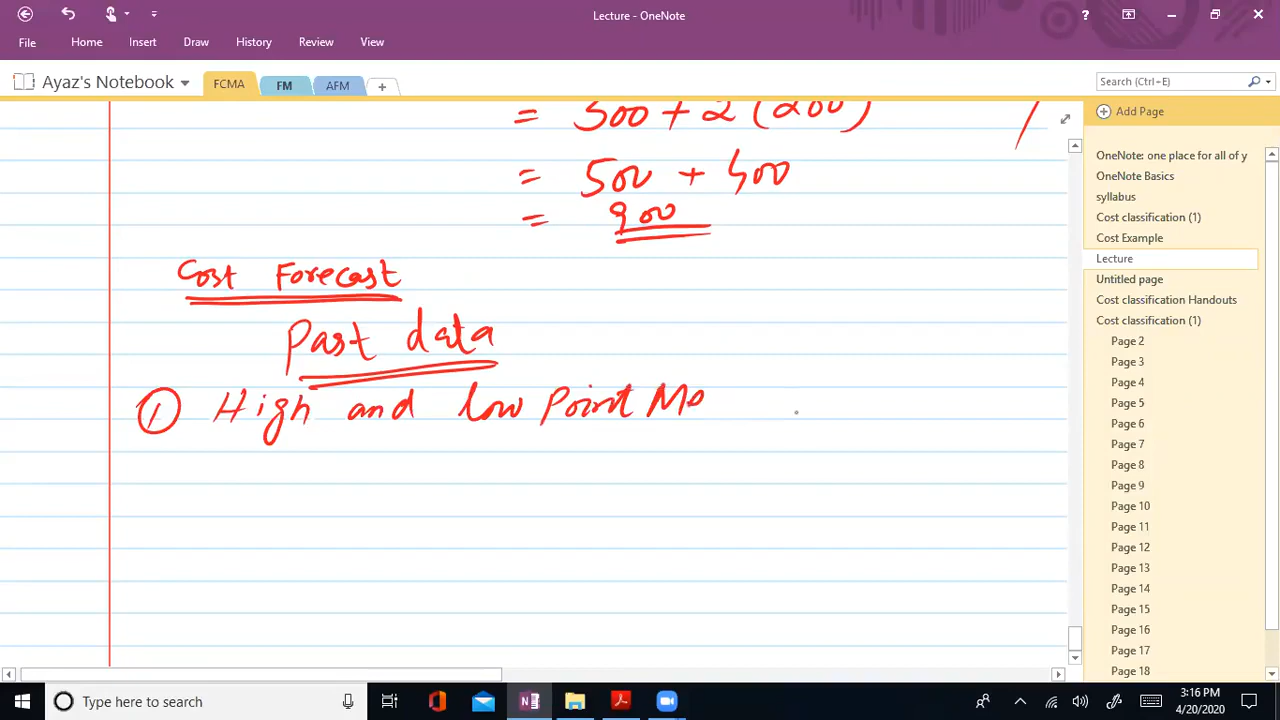 Lecture - OneNote
File Home Insert Draw History Review View
Ayaz's Notebook FCMA FM AFM +
Search (Ctrl+E)
= 500 + 2 (200)
= 500 + 400
= 900
Cost Forecast
Past data
1 High and low Point Me
Add Page
OneNote: one place for all of y
OneNote Basics
syllabus
Cost classification (1)
Cost Example
Lecture
Untitled page
Cost classification Handouts
Cost classification (1)
Page 2
Page 3
Page 4
Page 5
Page 6
Page 7
Page 8
Page 9
Page 10
Page 11
Page 12
Page 13
Page 14
Page 15
Page 16
Page 17
Page 18
Type here to search
3:16 PM
4/20/2020